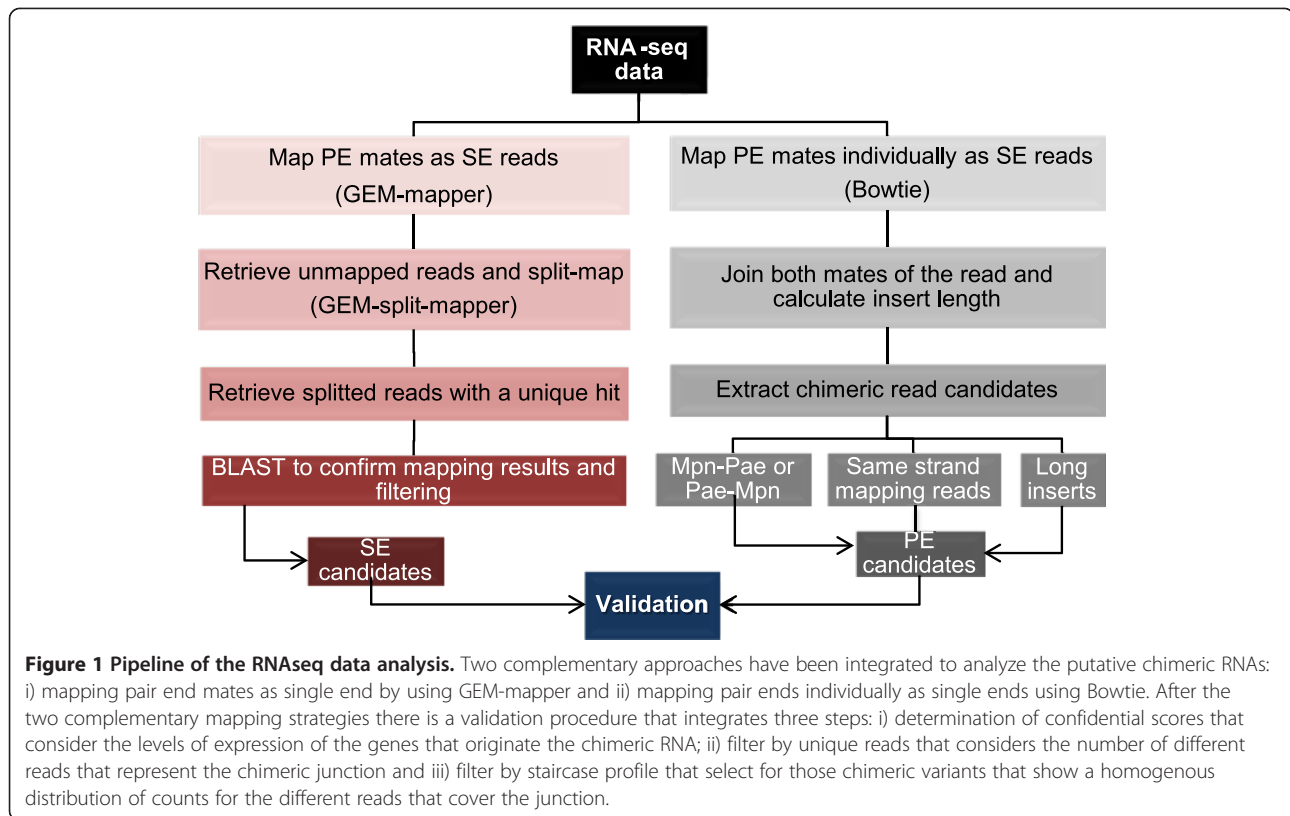 RNA-seq
data
Map PE mates as SE reads
(GEM-mapper)
Map PE mates individually as SE reads
(Bowtie)
Retrieve unmapped reads and split-map
(GEM-split-mapper)
Join both mates of the read and
calculate insert length
Retrieve splitted reads with a unique hit
Extract chimeric read candidates
BLAST to confirm mapping results and
filtering
Mpn-Pae or
Pae-Mpn
Same strand
mapping reads
Long
inserts
SE
candidates
PE
candidates
Validation
Figure 1 Pipeline of the RNAseq data analysis. Two complementary approaches have been integrated to analyze the putative chimeric RNAs:
i) mapping pair end mates as single end by using GEM-mapper and ii) mapping pair ends individually as single ends using Bowtie. After the
two complementary mapping strategies there is a validation procedure that integrates three steps: i) determination of confidential scores that
consider the levels of expression of the genes that originate the chimeric RNA; ii) filter by unique reads that considers the number of different
reads that represent the chimeric junction and iii) filter by staircase profile that select for those chimeric variants that show a homogenous
distribution of counts for the different reads that cover the junction.